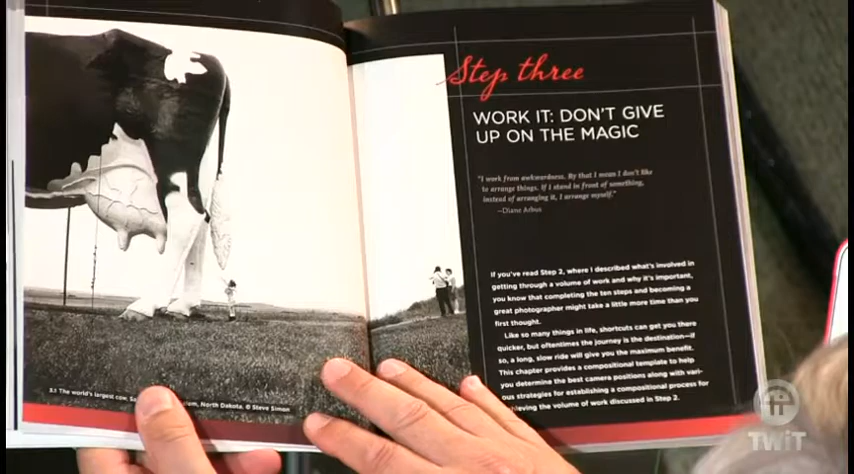 Step three
WORK IT: DON'T GIVE
UP ON THE MAGIC
"I work from awkwardness. By that I mean I don't like
to arrange things. If I stand in front of something,
instead of arranging it, I arrange myself."
—Diane Arbus
If you've read Step 2, where I described what's involved in
getting through a volume of work and why it's important,
you know that completing the ten steps and becoming a
great photographer might take a little more time than you
first thought.
Like so many things in life, shortcuts can get you there
quicker, but oftentimes the journey is the destination—if
so, a long, slow ride will give you the maximum benefit.
This chapter provides a compositional template to help
you determine the best camera positions along with vari-
ous strategies for establishing a compositional process for
achieving the volume of work discussed in Step 2.
3.1 The world's largest cow, North Dakota. © Steve Simon
TWiT